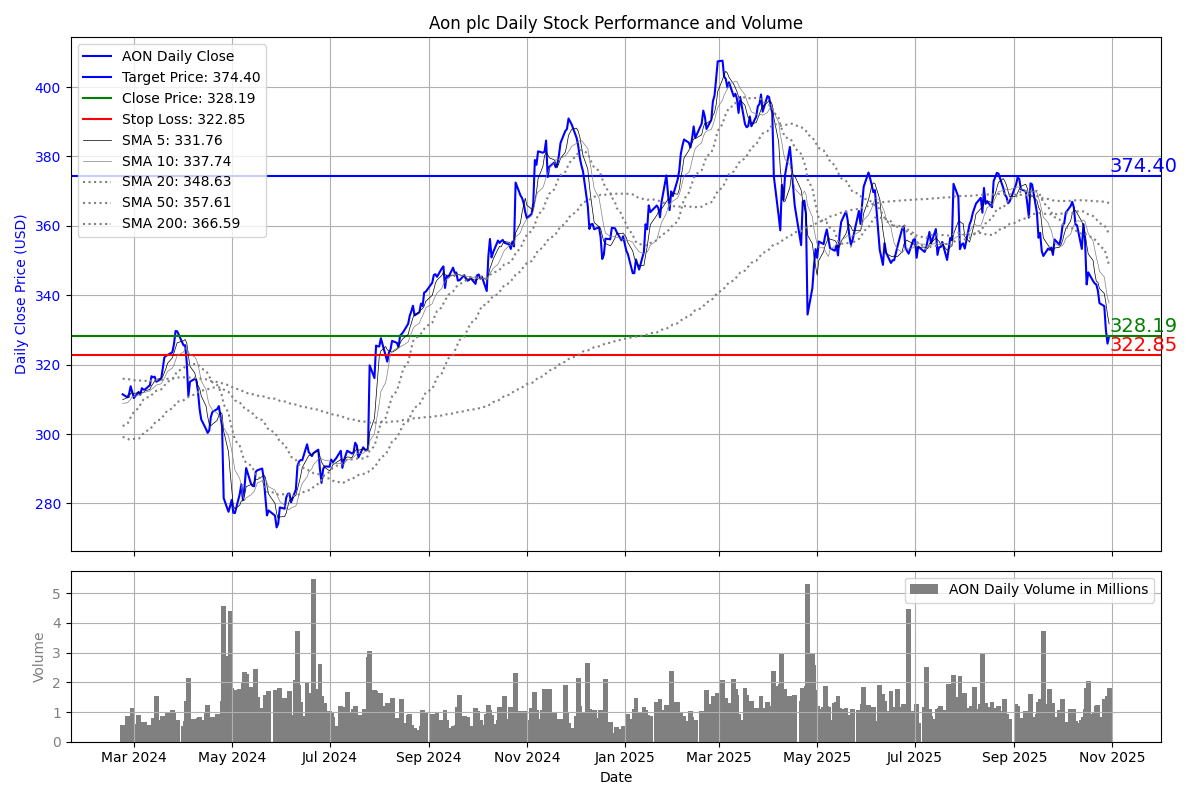 Aon plc Daily Stock Performance and Volume
AON Daily Close
Target Price: 374.40
Close Price: 328.19
Stop Loss: 322.85
SMA 5: 331.76
SMA 10: 337.74
SMA 20: 348.63
SMA 50: 357.61
SMA 200: 366.59
Daily Close Price (USD)
400
380
360
340
320
300
280
374.40
328.19
322.85
AON Daily Volume in Millions
Volume
5
4
3
2
1
0
Mar 2024 May 2024 Jul 2024 Sep 2024 Nov 2024 Jan 2025 Mar 2025 May 2025 Jul 2025 Sep 2025 Nov 2025
Date